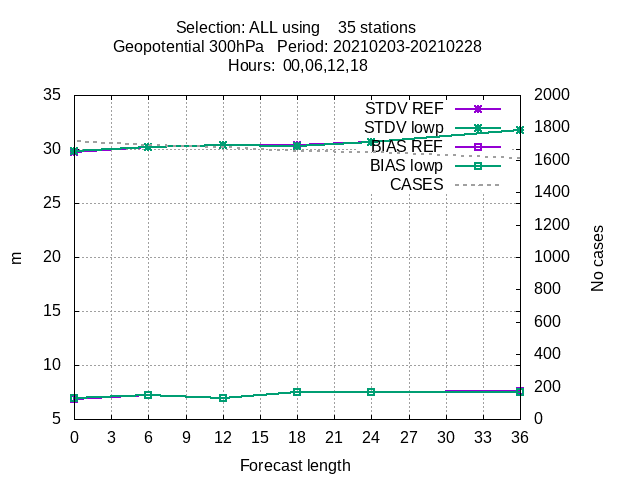 Selection: ALL using    35 stations
Geopotential 300hPa   Period: 20210203-20210228
Hours: 00,06,12,18
STDV REF
STDV lowp
BIAS REF
BIAS lowp
CASES
35
30
25
20
15
10
5
m
2000
1800
1600
1400
1200
1000
800
600
400
200
0
No cases
0 3 6 9 12 15 18 21 24 27 30 33 36
Forecast length